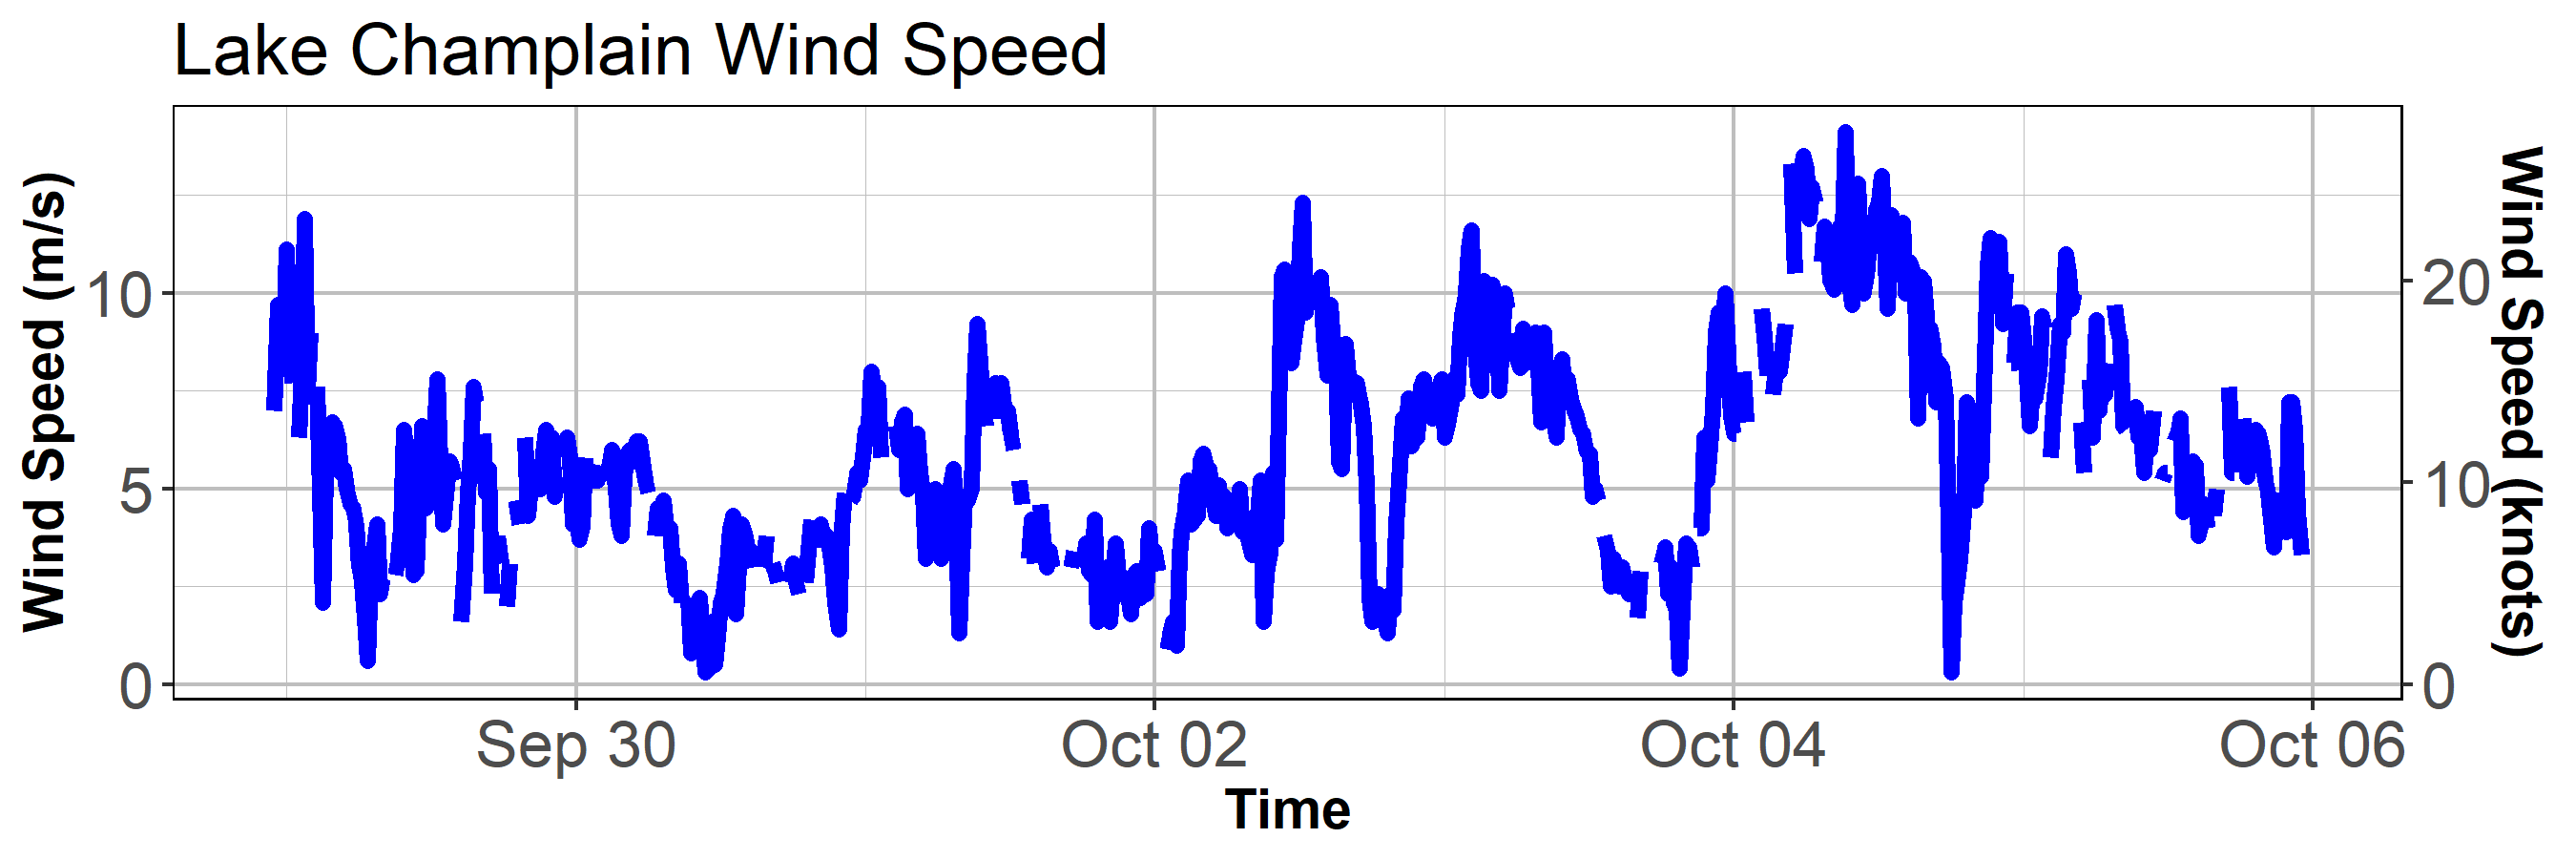 Lake Champlain Wind Speed
Wind Speed (m/s)
10
5
0
20
10
0
Wind Speed (knots)
Sep 30
Oct 02
Oct 04
Oct 06
Time